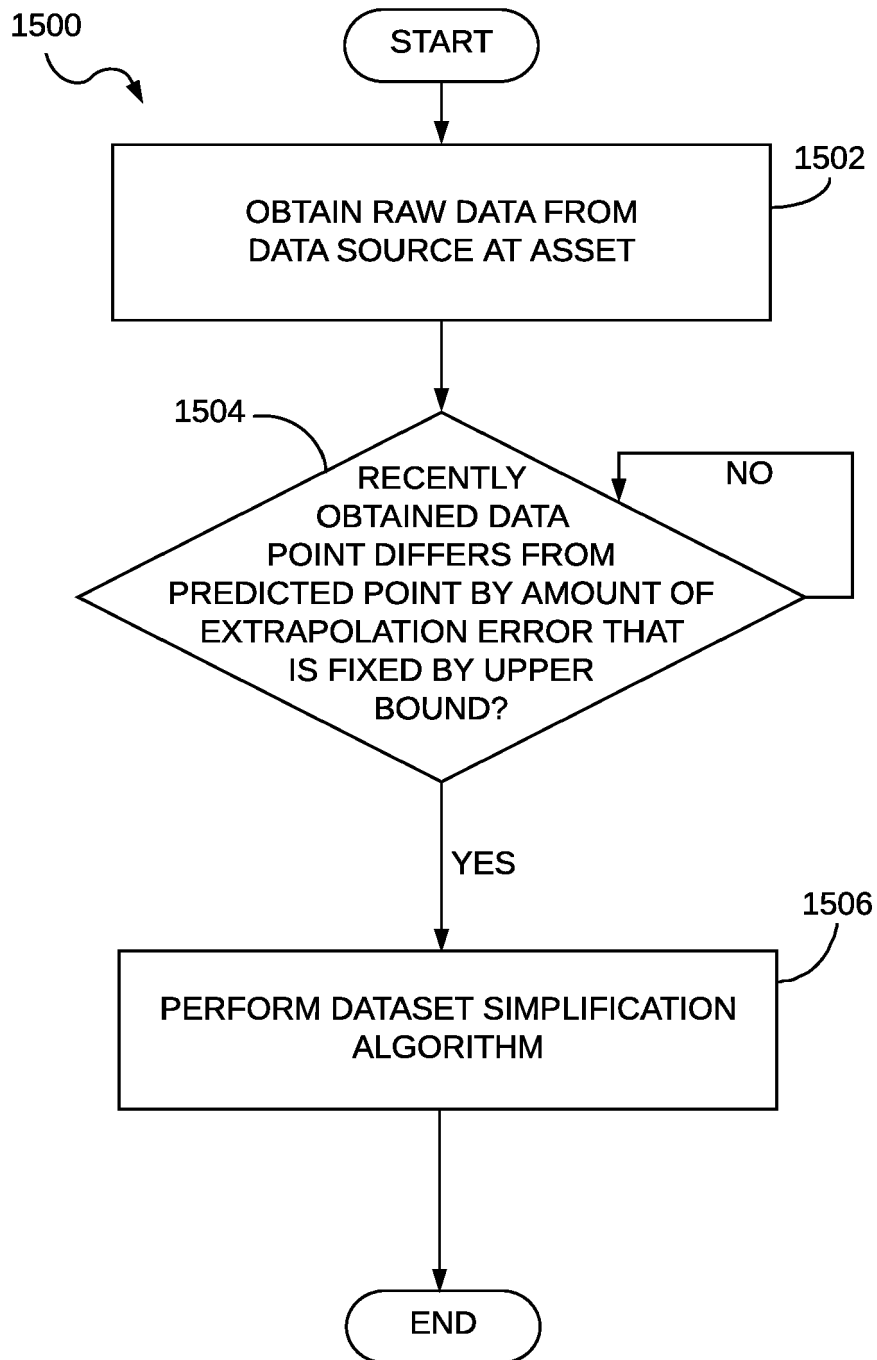 1500
START
1502
OBTAIN RAW DATA FROM
DATA SOURCE AT ASSET
1504
RECENTLY
OBTAINED DATA
POINT DIFFERS FROM
PREDICTED POINT BY AMOUNT OF
EXTRAPOLATION ERROR THAT
IS FIXED BY UPPER
BOUND?
NO
YES
1506
PERFORM DATASET SIMPLIFICATION
ALGORITHM
END